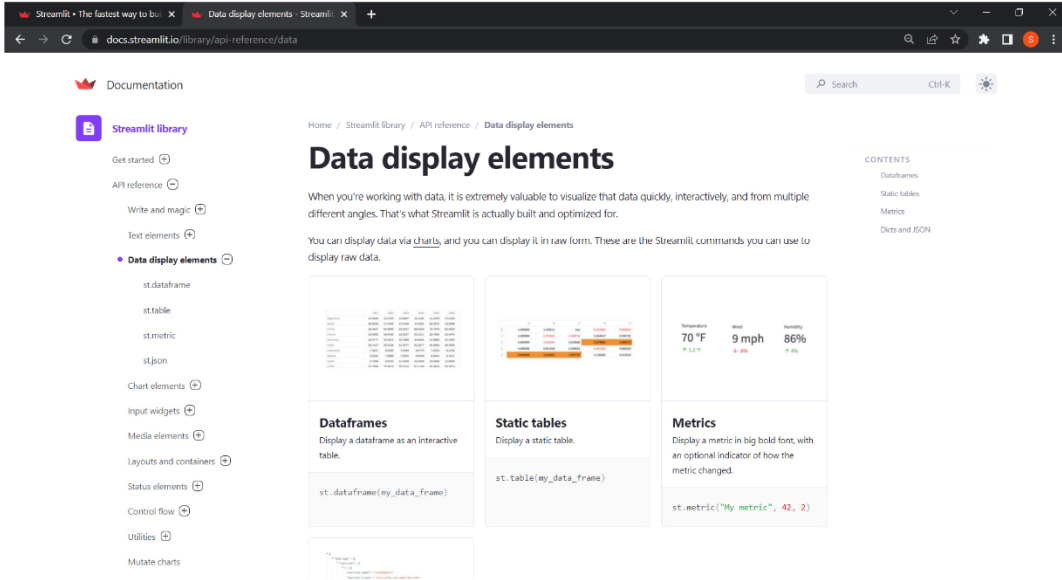 Streamlit • The fastest way to bui
Data display elements - Streamlit
docs.streamlit.io/library/api-reference/data
S
Documentation
Search
Ctrl-K
Streamlit library
Get started
API reference
Write and magic
Text elements
Data display elements
st.dataframe
st.table
st.metric
st.json
Chart elements
Input widgets
Media elements
Layouts and containers
Status elements
Control flow
Utilities
Mutate charts
Home / Streamlit library / API reference / Data display elements
Data display elements
When you're working with data, it is extremely valuable to visualize that data quickly, interactively, and from multiple
different angles. That's what Streamlit is actually built and optimized for.
You can display data via charts, and you can display it in raw form. These are the Streamlit commands you can use to
display raw data.
Dataframes
Display a dataframe as an interactive
table.
st.dataframe(my_data_frame)
Static tables
Display a static table.
st.table(my_data_frame)
Temperature
70 °F
Wind
9 mph
-8%
Humidity
86%
4%
Metrics
Display a metric in big bold font, with
an optional indicator of how the
metric changed.
st.metric("My metric", 42, 2)
CONTENTS
Dataframes
Static tables
Metrics
Dicts and JSON